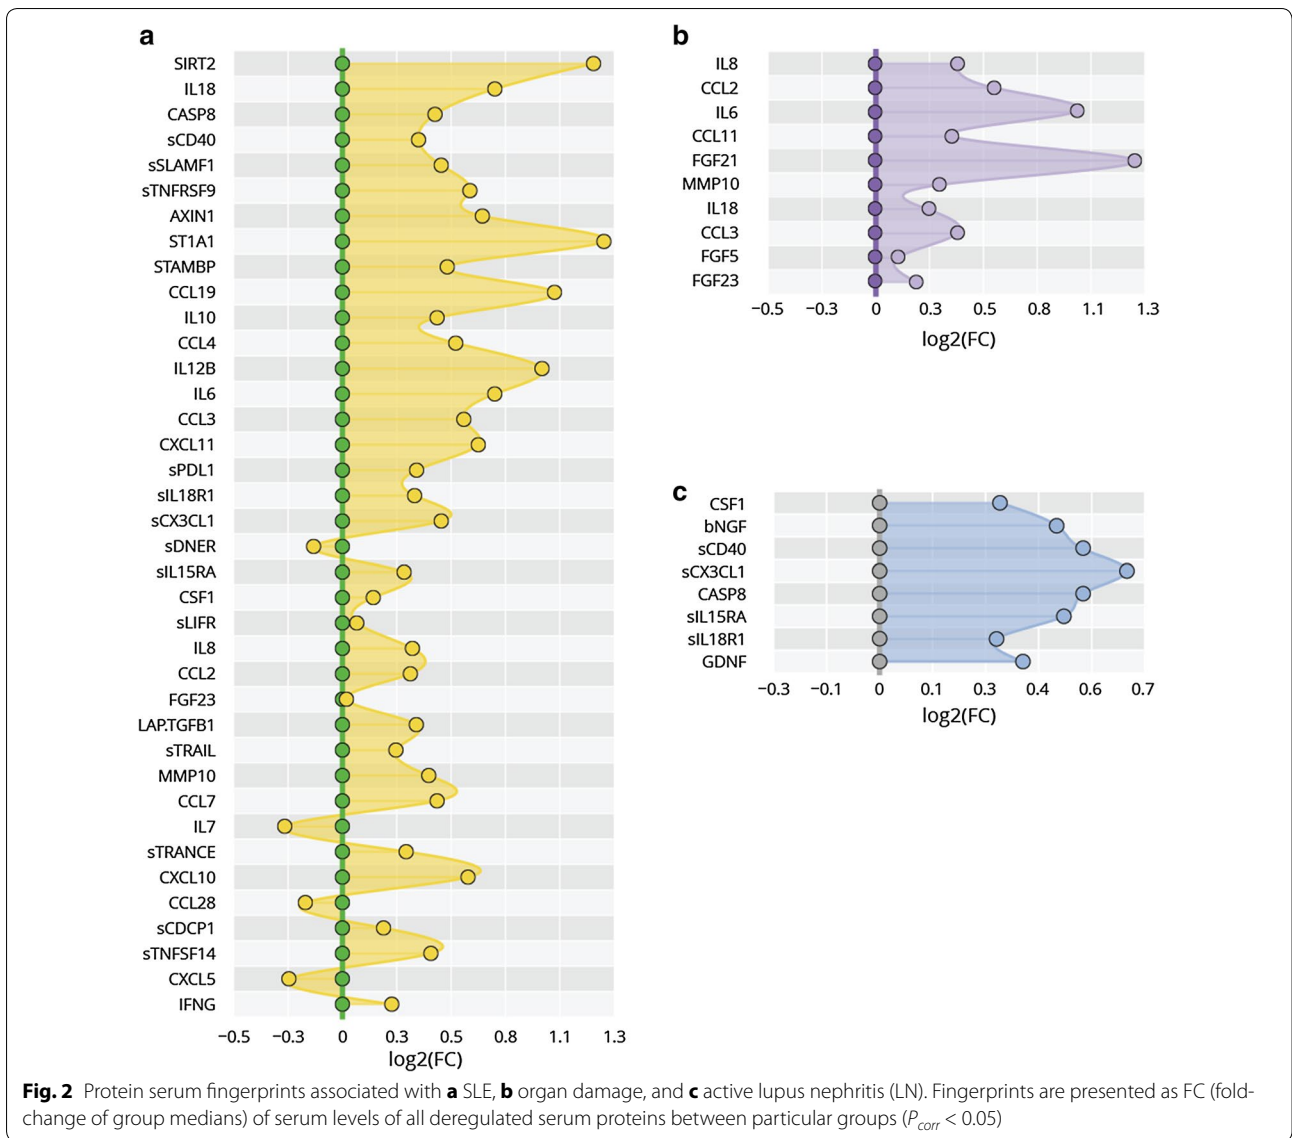 a
SIRT2
IL18
CASP8
sCD40
sSLAMF1
sTNFRSF9
AXIN1
ST1A1
STAMBP
CCL19
IL10
CCL4
IL12B
IL6
CCL3
CXCL11
sPDL1
sIL18R1
sCX3CL1
sDNER
sIL15RA
CSF1
sLIFR
IL8
CCL2
FGF23
LAP.TGFB1
sTRAIL
MMP10
CCL7
IL7
sTRANCE
CXCL10
CCL28
sCDCP1
sTNFSF14
CXCL5
IFNG
−0.5 −0.3 0 0.3 0.5 0.8 1.1 1.3
log2(FC)
b
IL8
CCL2
IL6
CCL11
FGF21
MMP10
IL18
CCL3
FGF5
FGF23
−0.5 −0.3 0 0.3 0.5 0.8 1.1 1.3
log2(FC)
c
CSF1
bNGF
sCD40
sCX3CL1
CASP8
sIL15RA
sIL18R1
GDNF
−0.3 −0.1 0 0.1 0.3 0.4 0.6 0.7
log2(FC)
Fig. 2 Protein serum fingerprints associated with a SLE, b organ damage, and c active lupus nephritis (LN). Fingerprints are presented as FC (fold-
change of group medians) of serum levels of all deregulated serum proteins between particular groups (Pcorr < 0.05)